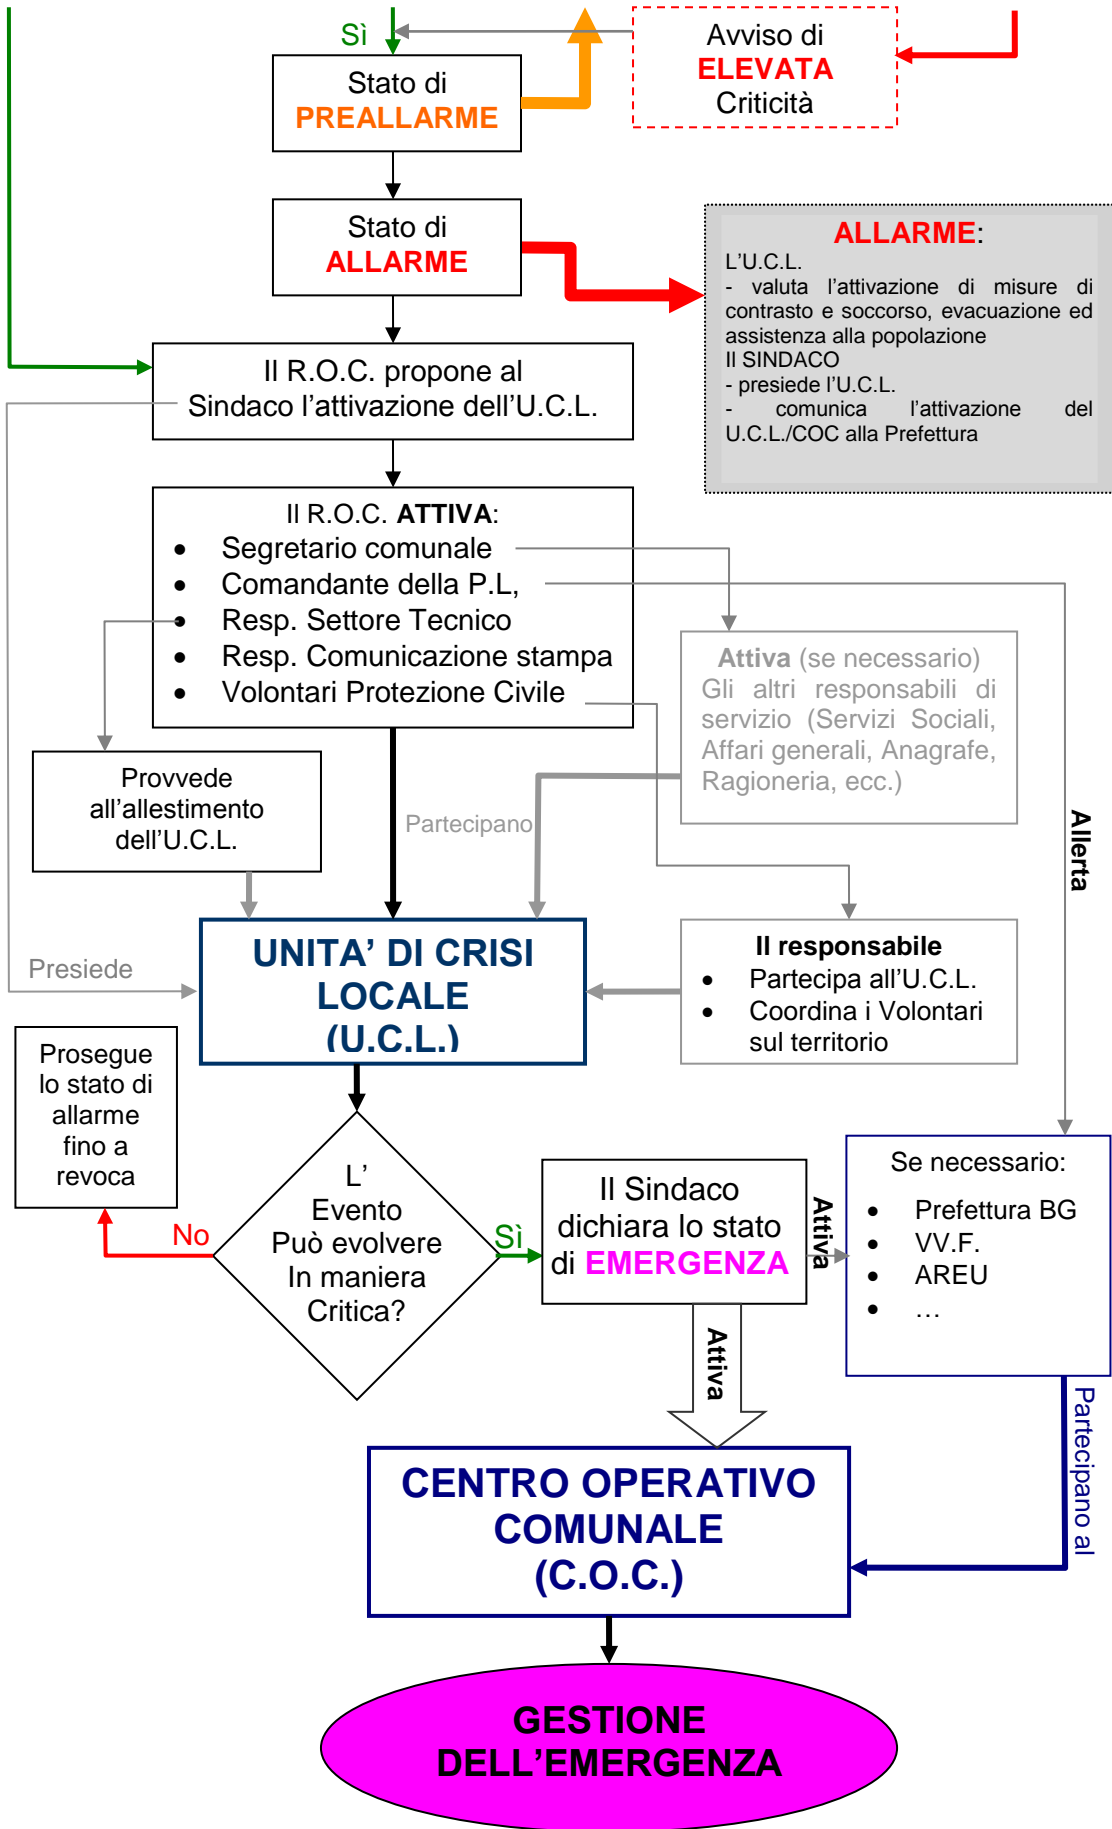 Sì
Stato di
PREALLARME
Avviso di
ELEVATA
Criticità
Stato di
ALLARME
ALLARME:
L'U.C.L.
- valuta l'attivazione di misure di
contrasto e soccorso, evacuazione ed
assistenza alla popolazione
Il SINDACO
- presiede l'U.C.L.
- comunica l'attivazione del
U.C.L./COC alla Prefettura
Il R.O.C. propone al
Sindaco l'attivazione dell'U.C.L.
Il R.O.C. ATTIVA:
• Segretario comunale
• Comandante della P.L,
• Resp. Settore Tecnico
• Resp. Comunicazione stampa
• Volontari Protezione Civile
Attiva (se necessario)
Gli altri responsabili di
servizio (Servizi Sociali,
Affari generali, Anagrafe,
Ragioneria, ecc.)
Provvede
all'allestimento
dell'U.C.L.
Partecipano
Allerta
UNITA' DI CRISI
LOCALE
(U.C.L.)
Presiede
Il responsabile
• Partecipa all'U.C.L.
• Coordina i Volontari
sul territorio
Prosegue
lo stato di
allarme
fino a
revoca
No
L'
Evento
Può evolvere
In maniera
Critica?
Sì
Il Sindaco
dichiara lo stato
di EMERGENZA
Attiva
Se necessario:
• Prefettura BG
• VV.F.
• AREU
• …
Attiva
Partecipano al
CENTRO OPERATIVO
COMUNALE
(C.O.C.)
GESTIONE
DELL'EMERGENZA